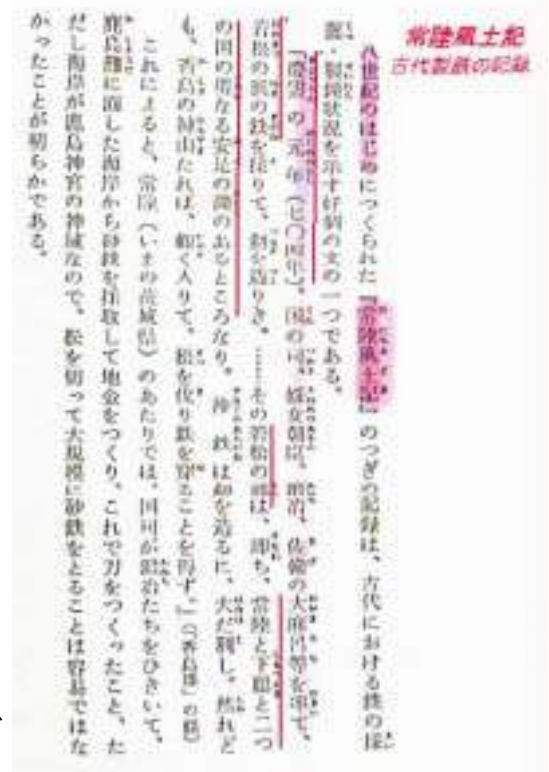 常陸風土記
古代製鉄の記録
八世紀のはじめにつくられた『常陸風土記』のつぎの記録は、古代における鉄の採
掘・製錬状況を示す好個の文の一つである。
「慶雲の元年(七〇四年)、国の司、婇女朝臣、鍛冶、佐備の大麻呂等を率て、
若松の浜の鉄を採りて、剣を造りき。……その若松の浦は、即ち、常陸と下総と二つ
の国の堺なる安是の湖のあるところなり。沙鉄は剣を造るに、大だ利し。然れど
も、香島の神山たれば、輙く入りて、松を伐り鉄を穿ることを得ず。」(「香島郡」の条)
これによると、常陸(いまの茨城県)のあたりでは、国司が鍛冶たちをひきいて、
鹿島灘に面した海岸から砂鉄を採取して地金をつくり、これで刀をつくったこと、た
だし海岸が鹿島神宮の神域なので、松を切って大規模に砂鉄をとることは容易ではな
かったことが明らかである。